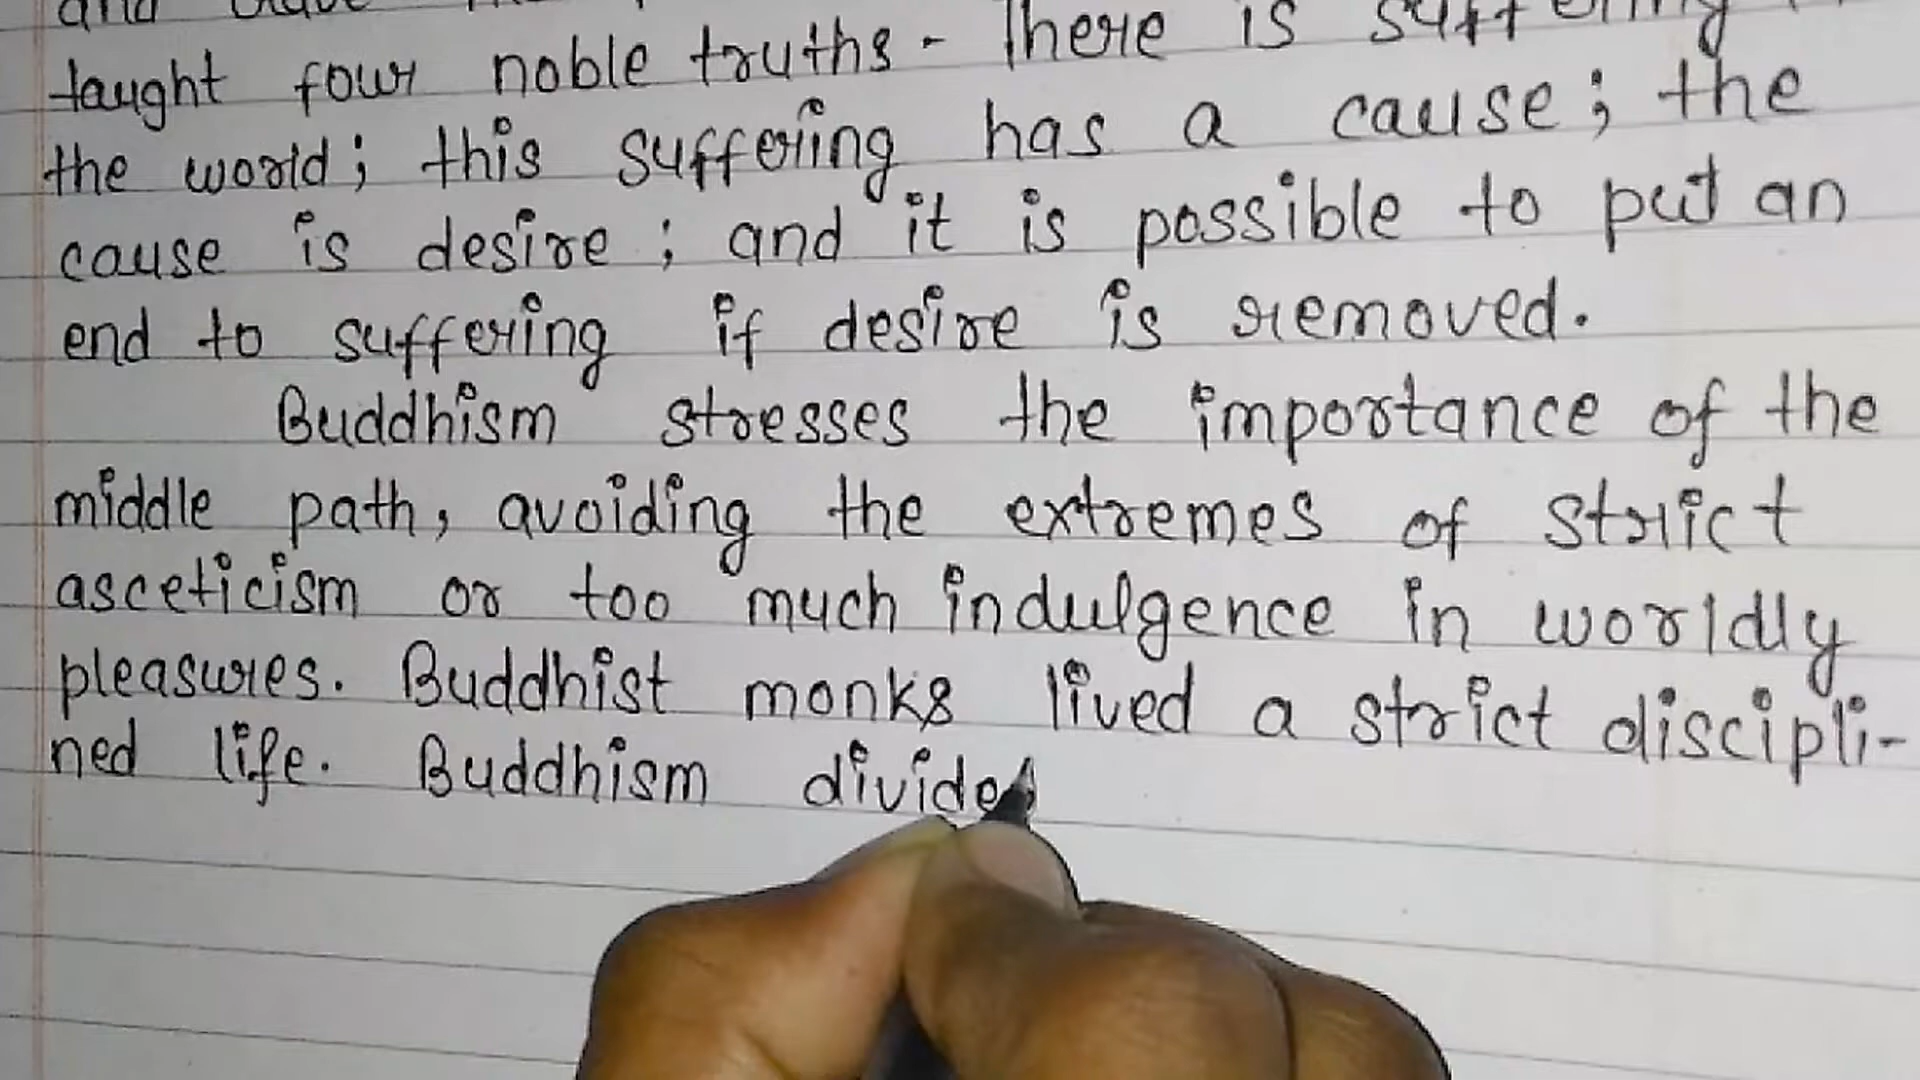 and
taught four noble truths - There is suffering
the world; this suffering has a cause; the
cause is desire; and it is possible to put an
end to suffering if desire is removed.
Buddhism stresses the importance of the
middle path, avoiding the extremes of strict
asceticism or too much indulgence in worldly
pleasures. Buddhist monks lived a strict discipli-
ned life. Buddhism divide